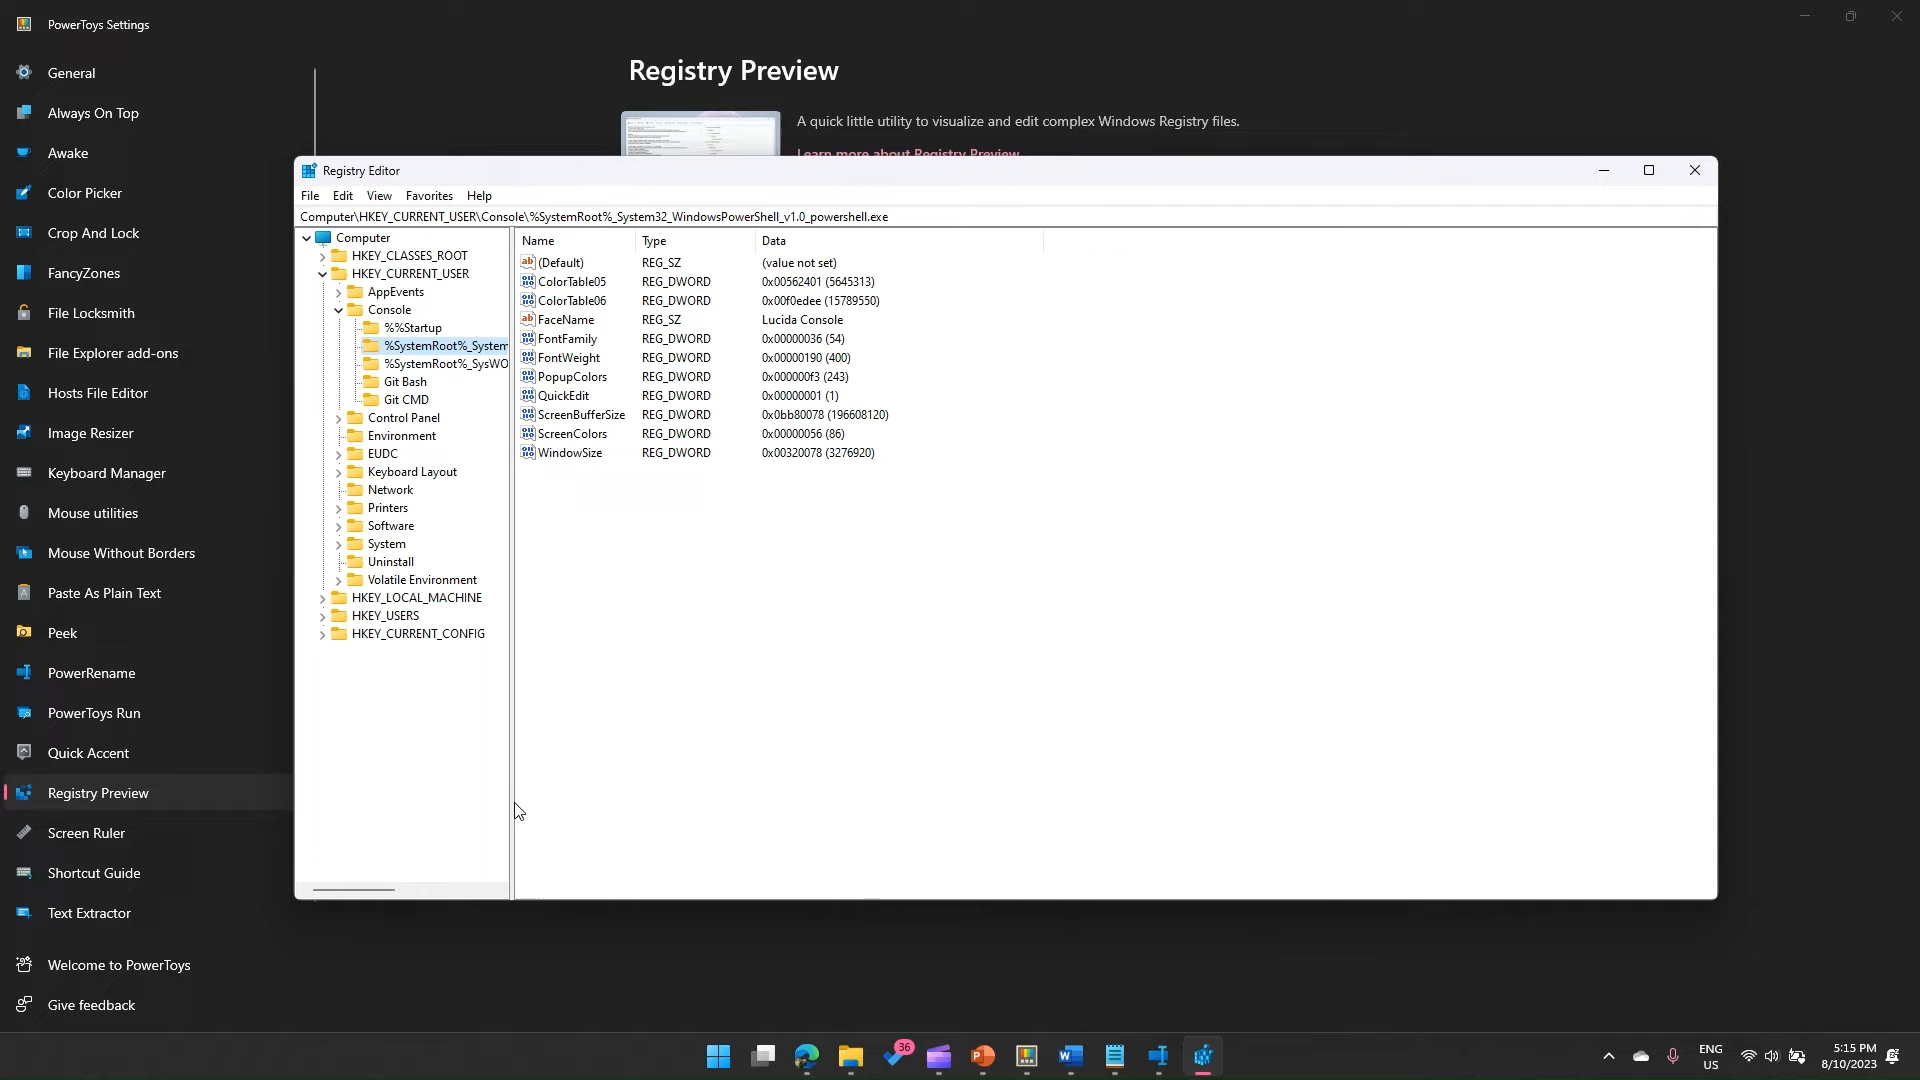 PowerToys Settings
General
Always On Top
Awake
Color Picker
Crop And Lock
FancyZones
File Locksmith
File Explorer add-ons
Hosts File Editor
Image Resizer
Keyboard Manager
Mouse utilities
Mouse Without Borders
Paste As Plain Text
Peek
PowerRename
PowerToys Run
Quick Accent
Registry Preview
Screen Ruler
Shortcut Guide
Text Extractor
Welcome to PowerToys
Give feedback
Registry Preview
A quick little utility to visualize and edit complex Windows Registry files.
Learn more about Registry Preview
Registry Editor
File Edit View Favorites Help
Computer\HKEY_CURRENT_USER\Console\%SystemRoot%_System32_WindowsPowerShell_v1.0_powershell.exe
Computer
HKEY_CLASSES_ROOT
HKEY_CURRENT_USER
AppEvents
Console
%%Startup
%SystemRoot%_System
%SystemRoot%_SysWO
Git Bash
Git CMD
Control Panel
Environment
EUDC
Keyboard Layout
Network
Printers
Software
System
Uninstall
Volatile Environment
HKEY_LOCAL_MACHINE
HKEY_USERS
HKEY_CURRENT_CONFIG
Name Type Data
(Default) REG_SZ (value not set)
ColorTable05 REG_DWORD 0x00562401 (5645313)
ColorTable06 REG_DWORD 0x00f0edee (15789550)
FaceName REG_SZ Lucida Console
FontFamily REG_DWORD 0x00000036 (54)
FontWeight REG_DWORD 0x00000190 (400)
PopupColors REG_DWORD 0x000000f3 (243)
QuickEdit REG_DWORD 0x00000001 (1)
ScreenBufferSize REG_DWORD 0x0bb80078 (196608120)
ScreenColors REG_DWORD 0x00000056 (86)
WindowSize REG_DWORD 0x00320078 (3276920)
36
ENG
US
5:15 PM
8/10/2023